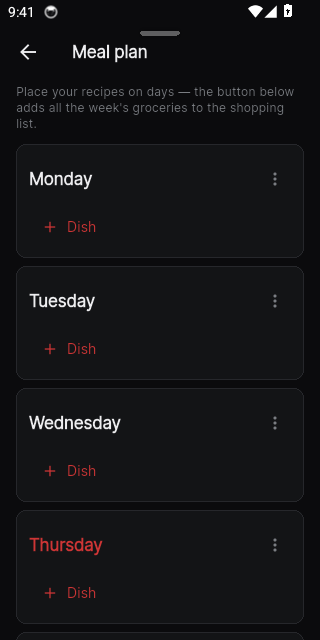 9:41
Meal plan
Place your recipes on days — the button below
adds all the week's groceries to the shopping
list.
Monday
+ Dish
Tuesday
+ Dish
Wednesday
+ Dish
Thursday
+ Dish